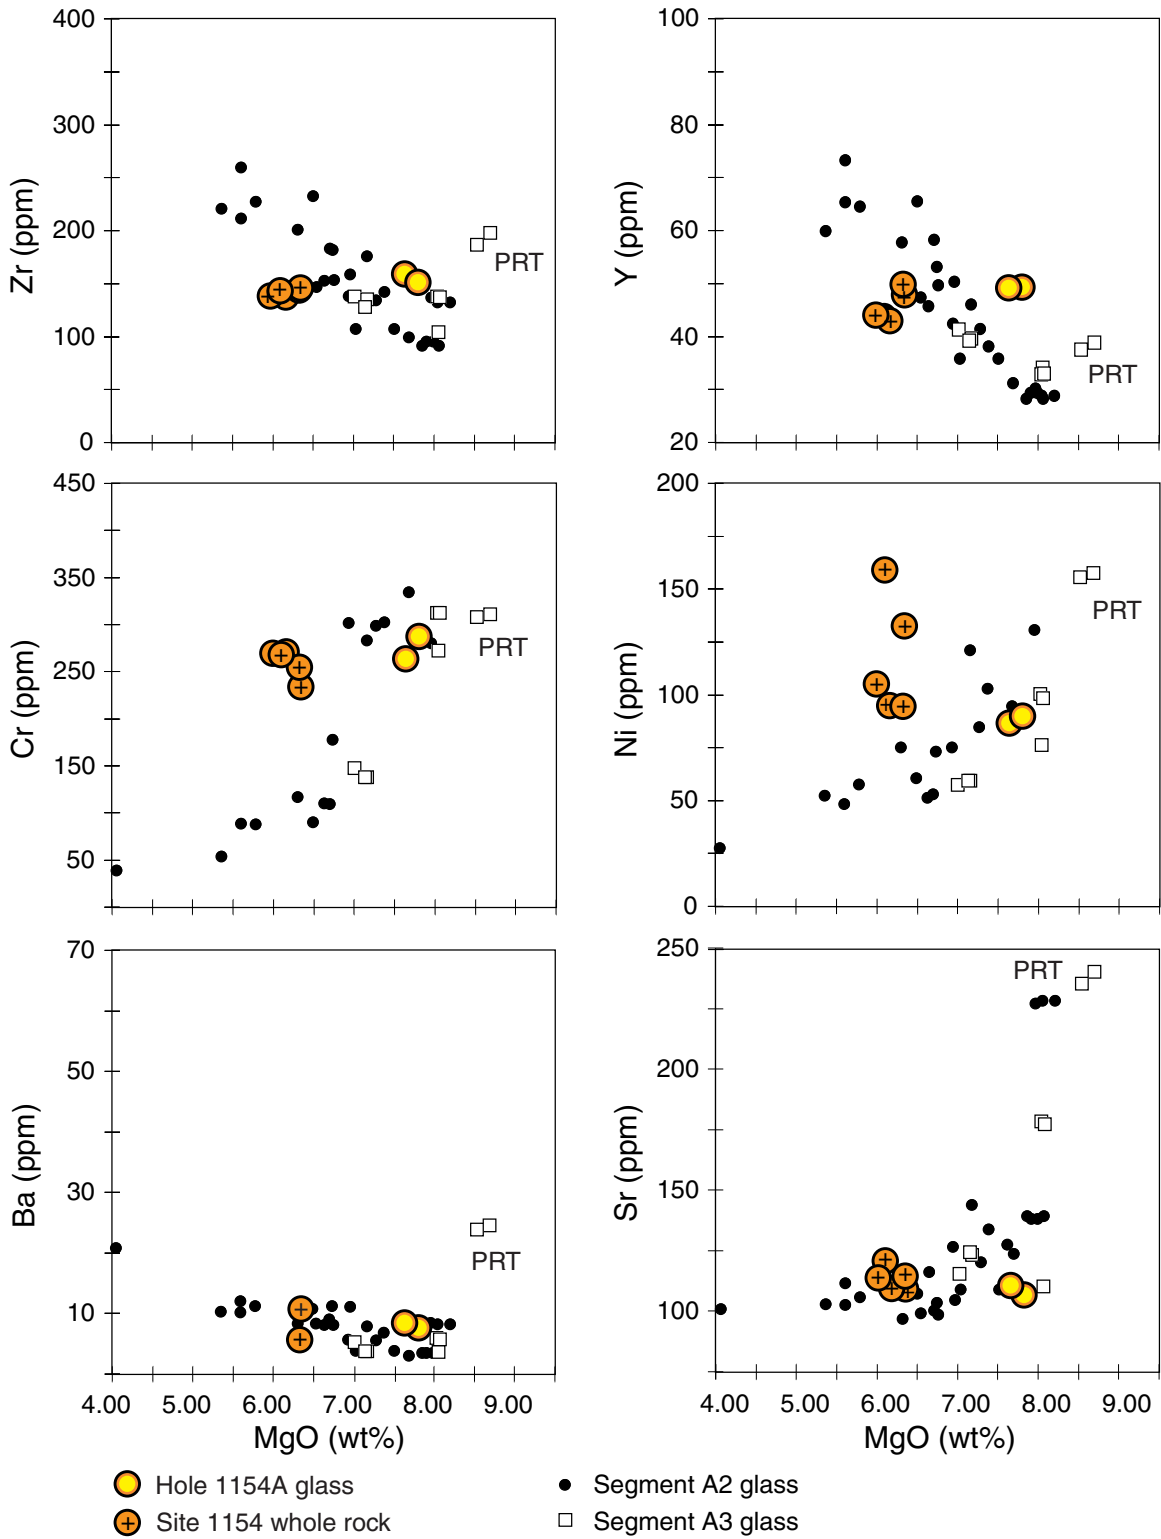 400
300
200
100
0
Zr (ppm)
PRT
100
80
60
40
20
Y (ppm)
PRT
450
350
250
150
50
Cr (ppm)
PRT
200
150
100
50
0
Ni (ppm)
PRT
70
50
30
10
Ba (ppm)
PRT
4.00 5.00 6.00 7.00 8.00 9.00
MgO (wt%)
250
200
150
100
Sr (ppm)
PRT
4.00 5.00 6.00 7.00 8.00 9.00
MgO (wt%)
Hole 1154A glass
Segment A2 glass
Site 1154 whole rock
Segment A3 glass